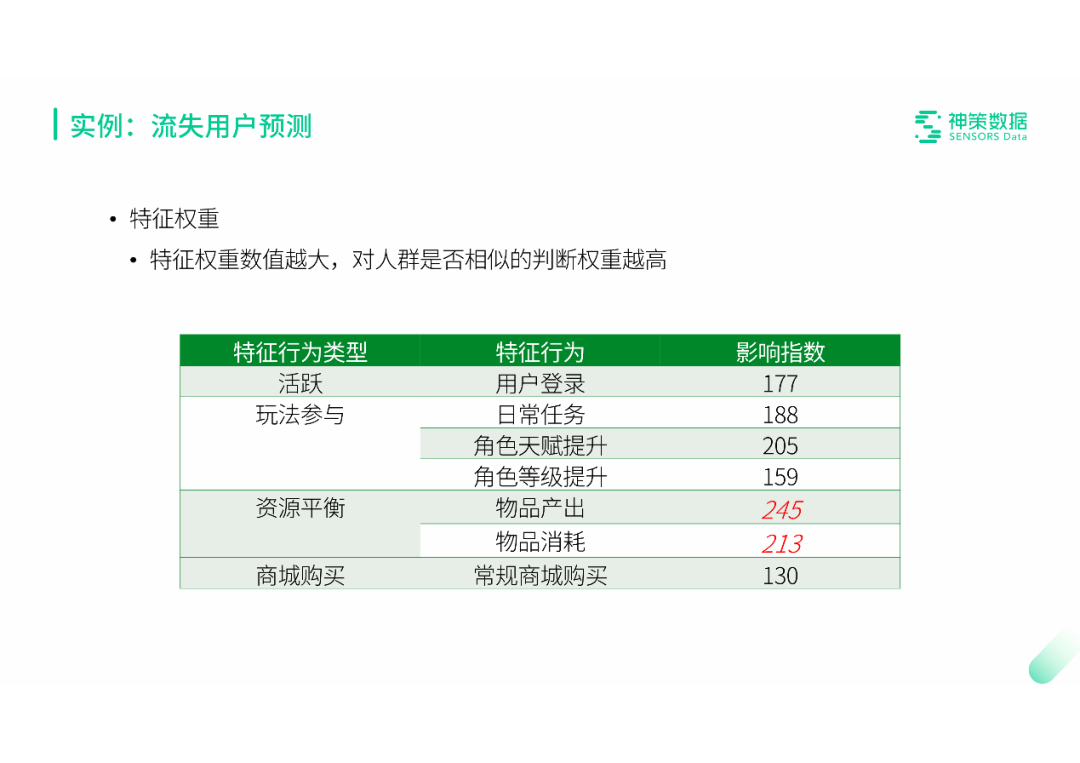 实例：流失用户预测
神策数据
SENSORS Data
• 特征权重
• 特征权重数值越大，对人群是否相似的判断权重越高
特征行为类型 特征行为 影响指数
活跃 用户登录 177
玩法参与 日常任务 188
角色天赋提升 205
角色等级提升 159
资源平衡 物品产出 245
物品消耗 213
商城购买 常规商城购买 130